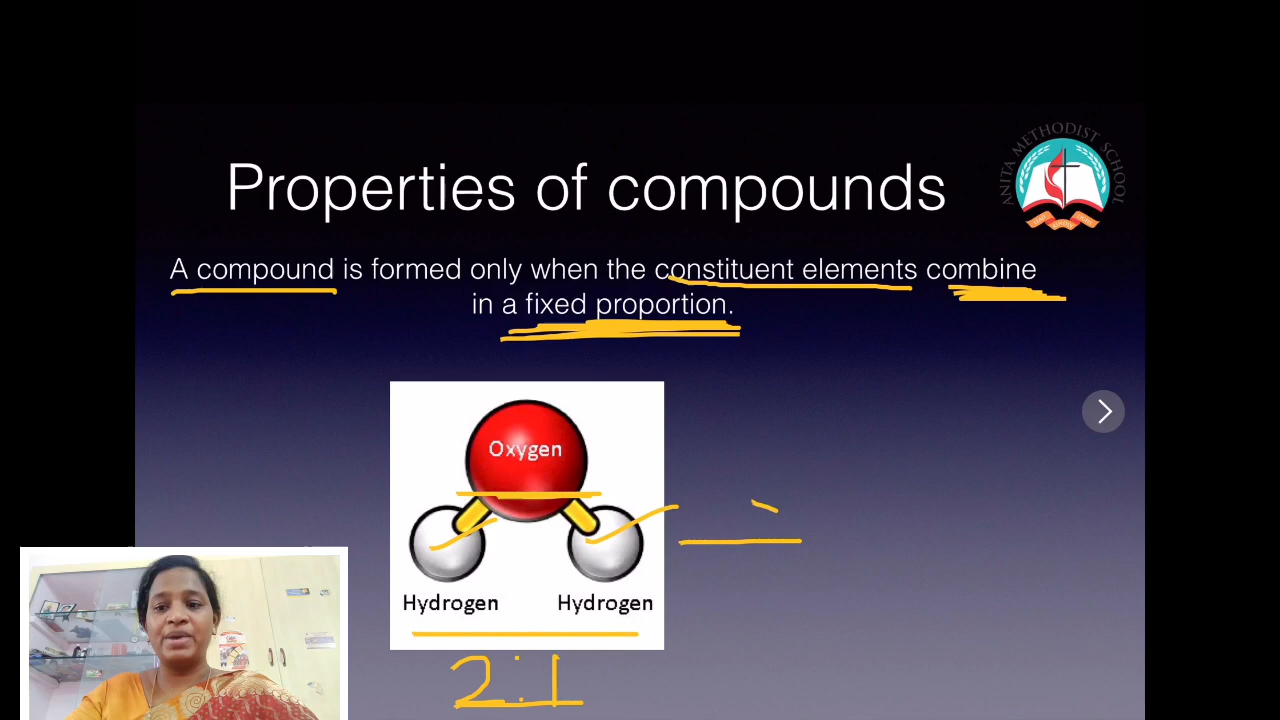 Properties of compounds
ANITA METHODIST SCHOOL
A compound is formed only when the constituent elements combine
in a fixed proportion.
Oxygen
Hydrogen Hydrogen
2:1